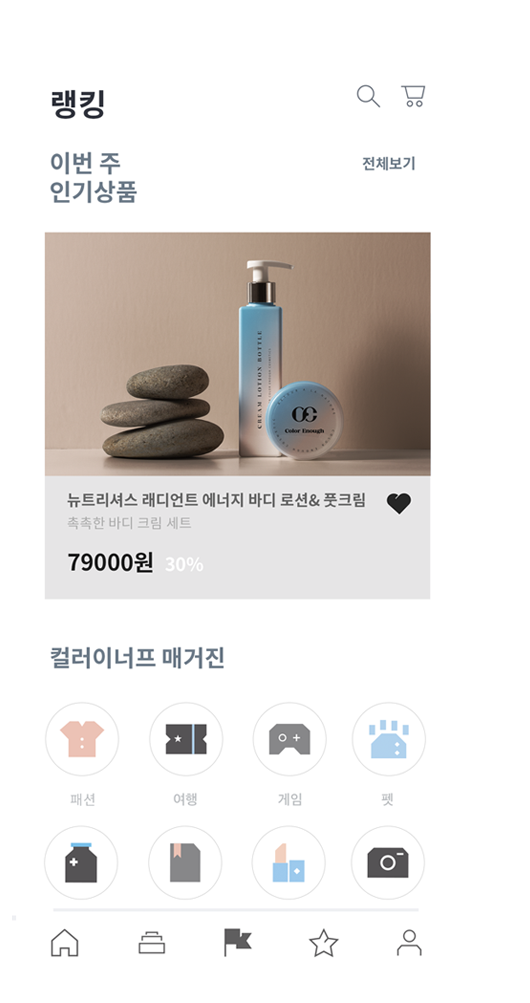 랭킹
이번 주
전체보기
인기상품
CREAM LOTION BOTTLE
Color Enough
뉴트리셔스 래디언트 에너지 바디 로션& 풋크림
촉촉한 바디 크림 세트
79000원 30%
컬러이너프 매거진
패션 여행 게임 펫